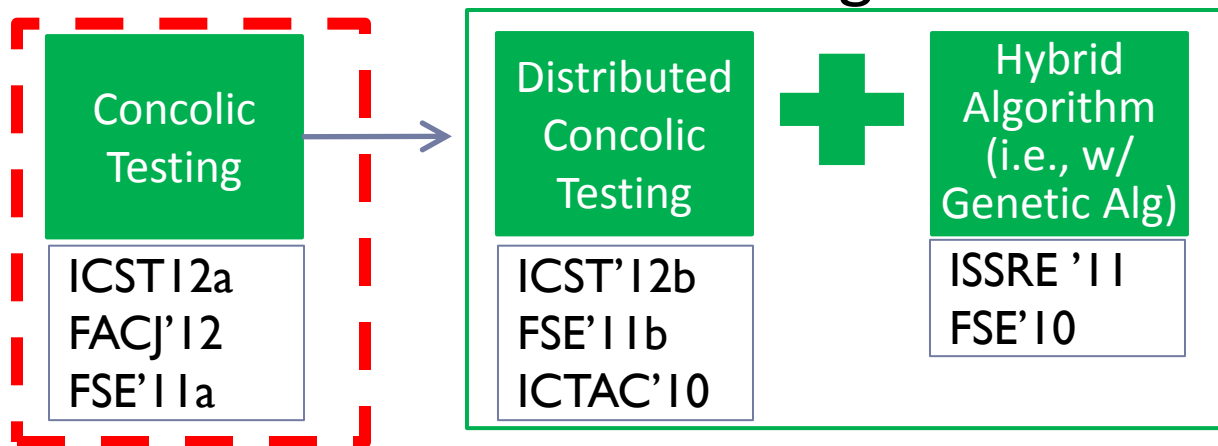 Concolic
Testing
ICST12a
FACJ'12
FSE'11a
Distributed
Concolic
Testing
ICST'12b
FSE'11b
ICTAC'10
Hybrid
Algorithm
(i.e., w/
Genetic Alg)
ISSRE '11
FSE'10